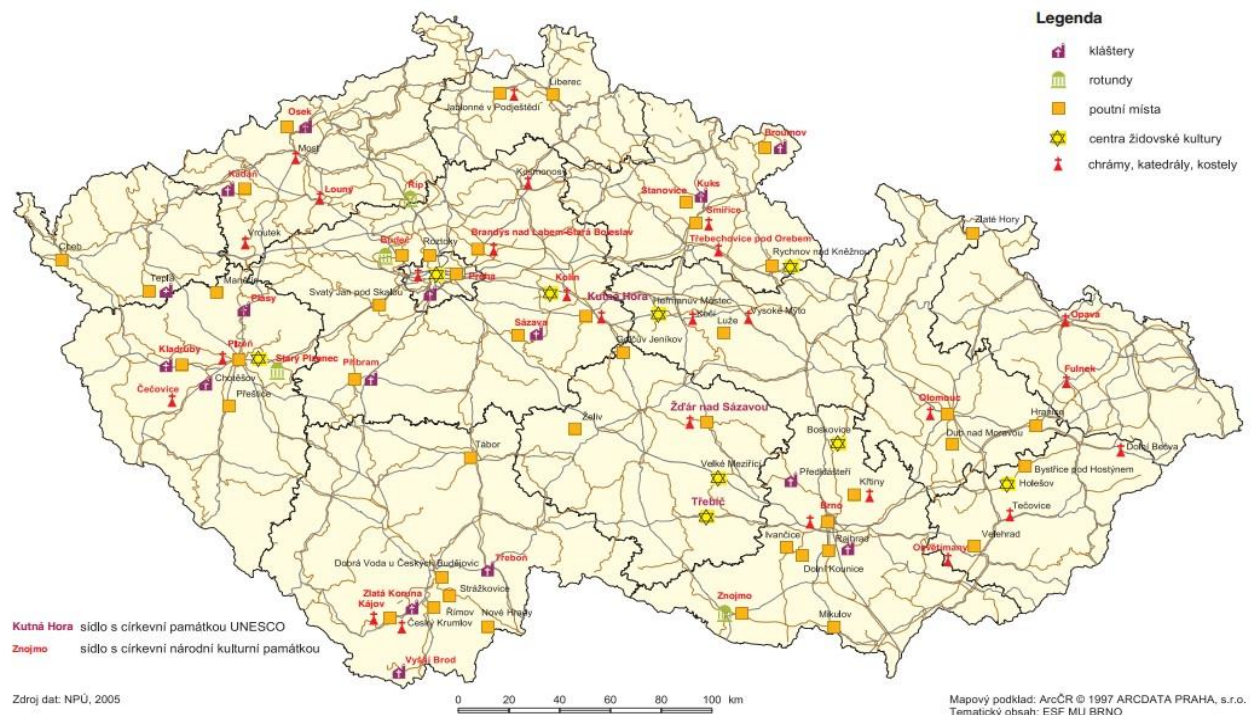 Legenda
kláštery
rotundy
poutní místa
centra židovské kultury
chrámy, katedrály, kostely
Liberec
Jablonné v Podještědí
Osek
Most
Broumov
Kadaň
Louny
Říp
Kosmonosy
Kuks
Stanovice
Smiřice
Zlaté Hory
Vroutek
Budeč
Roztoky
Brandýs nad Labem-Stará Boleslav
Třebechovice pod Orebem
Rychnov nad Kněžnou
Cheb
Praha
Kolín
Teplá
Svatý Jan pod Skalou
Kutná Hora
Heřmanův Městec
Kočí
Vysoké Mýto
Luže
Opava
Plasy
Sázava
Golčův Jeníkov
Kladruby
Plzeň
Starý Plzenec
Příbram
Fulnek
Chotěšov
Čečovice
Přeštice
Žďár nad Sázavou
Olomouc
Hranice
Želiv
Boskovice
Dub nad Moravou
Dolní Bečva
Tábor
Velké Meziříčí
Předklášteří
Bystřice pod Hostýnem
Křtiny
Holešov
Třebíč
Brno
Tečovice
Ivančice
Rajhrad
Velehrad
Osvětimany
Dolní Kounice
Dobrá Voda u Českých Budějovic
Třeboň
Strážkovice
Zlatá Koruna
Kájov
Římov
Nové Hrady
Znojmo
Mikulov
Český Krumlov
Vyšší Brod
Kutná Hora sídlo s církevní památkou UNESCO
Znojmo sídlo s církevní národní kulturní památkou
Zdroj dat: NPÚ, 2005
0 20 40 60 80 100 km
Mapový podklad: ArcČR © 1997 ARCDATA PRAHA, s.r.o.
Tematický obsah: ESF MU BRNO